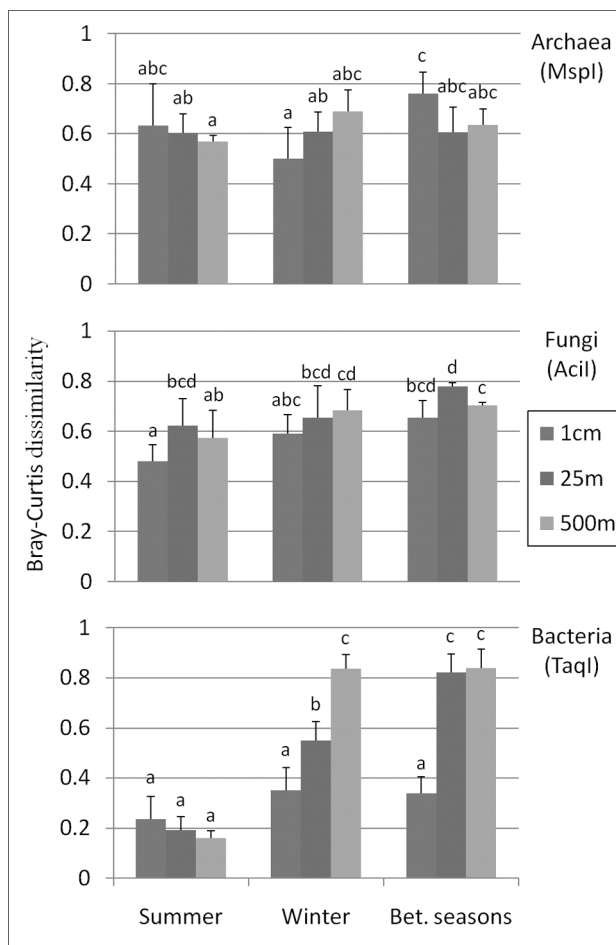 Archaea
(MspI)
1
0.8
0.6
0.4
0.2
0
abc
ab
a
a
ab
abc
c
abc
abc
Bray-Curtis dissimilarity
Fungi
(AciI)
1
0.8
0.6
0.4
0.2
0
a
bcd
ab
abc
bcd
cd
bcd
d
c
1cm
25m
500m
Bacteria
(TaqI)
1
0.8
0.6
0.4
0.2
0
a
a
a
a
b
c
a
c
c
Summer
Winter
Bet. seasons